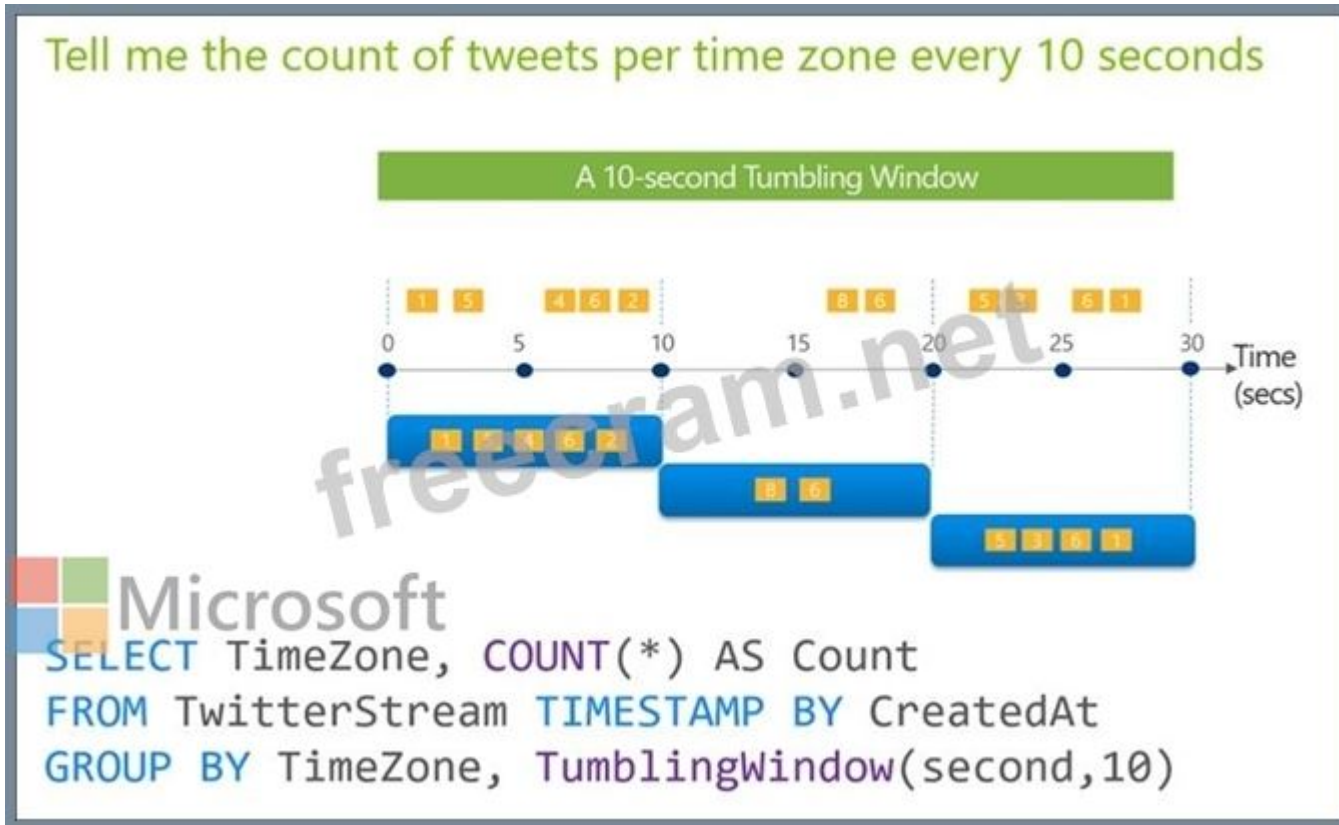 Tell me the count of tweets per time zone every 10 seconds
A 10-second Tumbling Window
1 5 4 6 2 8 6 5 3 6 1
0 5 10 15 20 25 30
Time
(secs)
1 5 4 6 2
8 6
5 3 6 1
freecram.net
Microsoft
SELECT TimeZone, COUNT(*) AS Count
FROM TwitterStream TIMESTAMP BY CreatedAt
GROUP BY TimeZone, TumblingWindow(second,10)